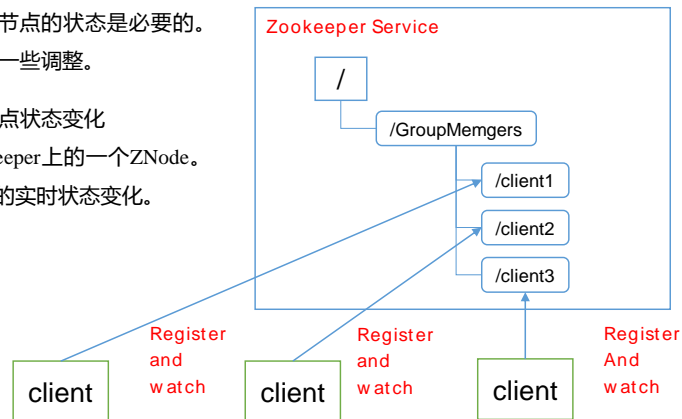 节点的状态是必要的。
一些调整。
点状态变化
eeper上的一个ZNode。
的实时状态变化。
Zookeeper Service
/
/GroupMemgers
/client1
/client2
/client3
Register
and
watch
Register
and
watch
Register
And
watch
client
client
client